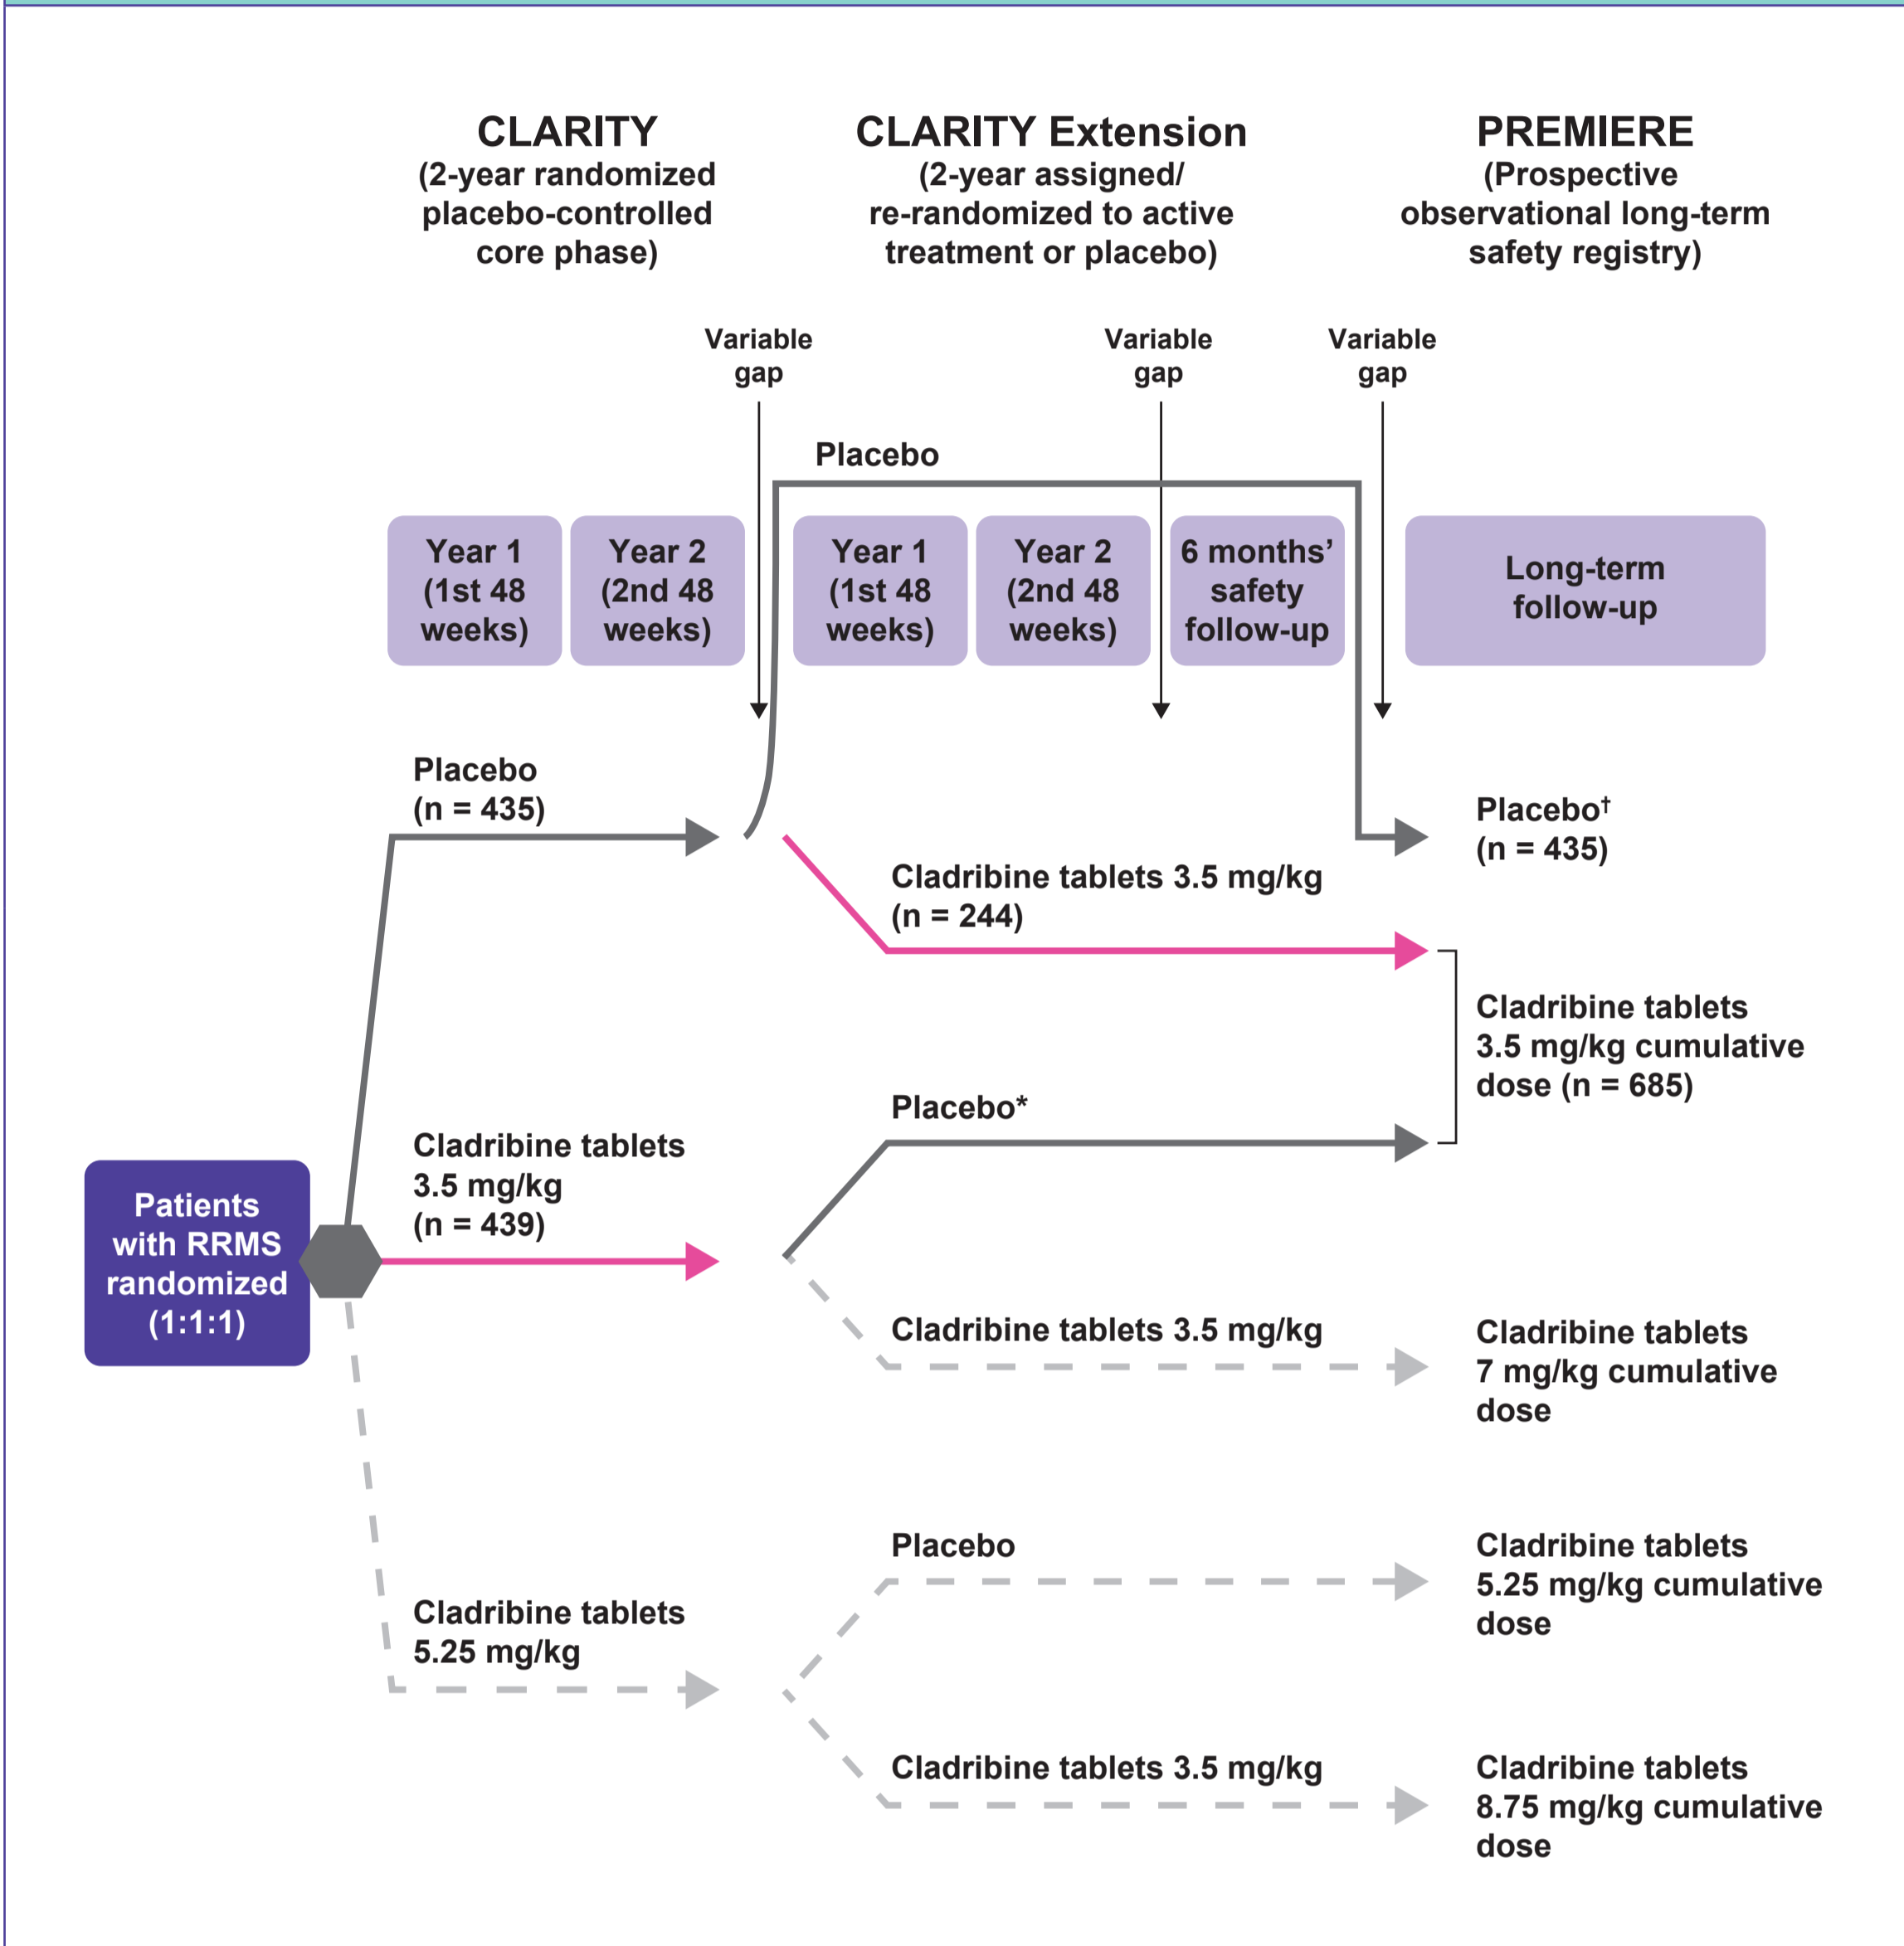 CLARITY
(2-year randomized
placebo-controlled
core phase)
CLARITY Extension
(2-year assigned/
re-randomized to active
treatment or placebo)
PREMIERE
(Prospective
observational long-term
safety registry)
Variable
gap
Variable
gap
Variable
gap
Placebo
Year 1
(1st 48
weeks)
Year 2
(2nd 48
weeks)
Year 1
(1st 48
weeks)
Year 2
(2nd 48
weeks)
6 months’
safety
follow-up
Long-term
follow-up
Placebo
(n = 435)
Placebo†
(n = 435)
Cladribine tablets 3.5 mg/kg
(n = 244)
Cladribine tablets
3.5 mg/kg cumulative
dose (n = 685)
Placebo*
Cladribine tablets
3.5 mg/kg
(n = 439)
Patients
with RRMS
randomized
(1:1:1)
Cladribine tablets 3.5 mg/kg
Cladribine tablets
7 mg/kg cumulative
dose
Placebo
Cladribine tablets
5.25 mg/kg cumulative
dose
Cladribine tablets
5.25 mg/kg
Cladribine tablets 3.5 mg/kg
Cladribine tablets
8.75 mg/kg cumulative
dose